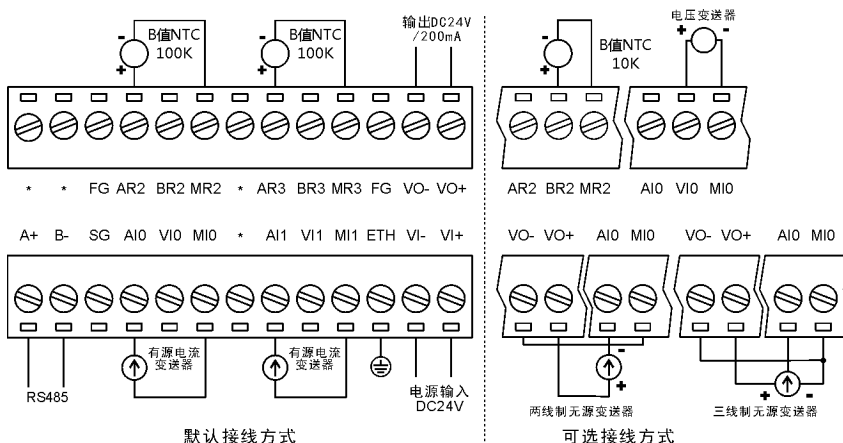 - B值NTC
+ 100K
- B值NTC
+ 100K
输出DC24V
/200mA
- B值NTC
+ 10K
电压变送器
+ -
* * FG AR2 BR2 MR2 * AR3 BR3 MR3 FG VO- VO+
AR2 BR2 MR2 AI0 VI0 MI0
A+ B- SG AI0 VI0 MI0 * AI1 VI1 MI1 ETH VI- VI+
VO- VO+ AI0 MI0 VO- VO+ AI0 MI0
RS485
有源电流
变送器
有源电流
变送器
电源输入
DC24V
-
+
两线制无源变送器
+ -
三线制无源变送器
默认接线方式
可选接线方式